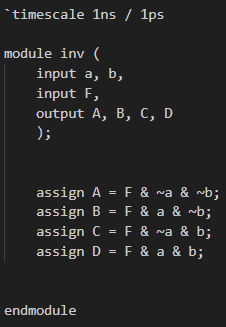 `timescale 1ns / 1ps
module inv (
input a, b,
input F,
output A, B, C, D
);
assign A = F & ~a & ~b;
assign B = F & a & ~b;
assign C = F & ~a & b;
assign D = F & a & b;
endmodule